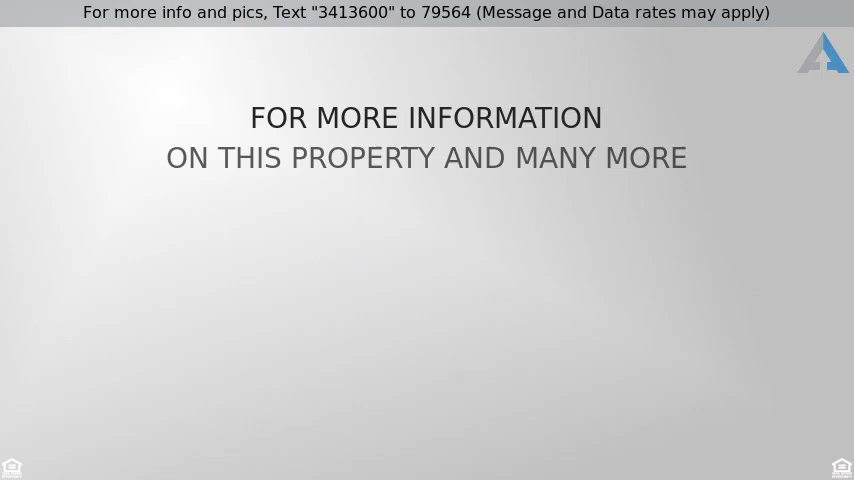 For more info and pics, Text "3413600" to 79564 (Message and Data rates may apply)
FOR MORE INFORMATION
ON THIS PROPERTY AND MANY MORE